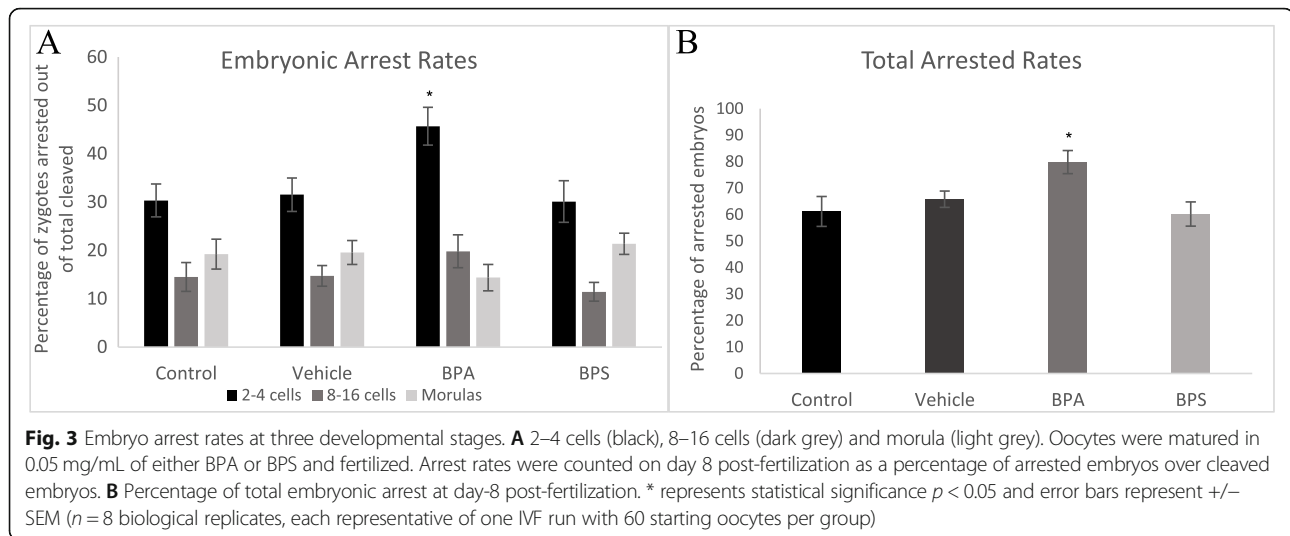 A
Embryonic Arrest Rates
Percentage of zygotes arrested out
of total cleaved
60
50
40
30
20
10
0
*
Control Vehicle BPA BPS
2-4 cells 8-16 cells Morulas
B
Total Arrested Rates
Percentage of arrested embryos
100
90
80
70
60
50
40
30
20
10
0
*
Control Vehicle BPA BPS
Fig. 3 Embryo arrest rates at three developmental stages. A 2–4 cells (black), 8–16 cells (dark grey) and morula (light grey). Oocytes were matured in
0.05 mg/mL of either BPA or BPS and fertilized. Arrest rates were counted on day 8 post-fertilization as a percentage of arrested embryos over cleaved
embryos. B Percentage of total embryonic arrest at day-8 post-fertilization. * represents statistical significance p < 0.05 and error bars represent +/−
SEM (n = 8 biological replicates, each representative of one IVF run with 60 starting oocytes per group)